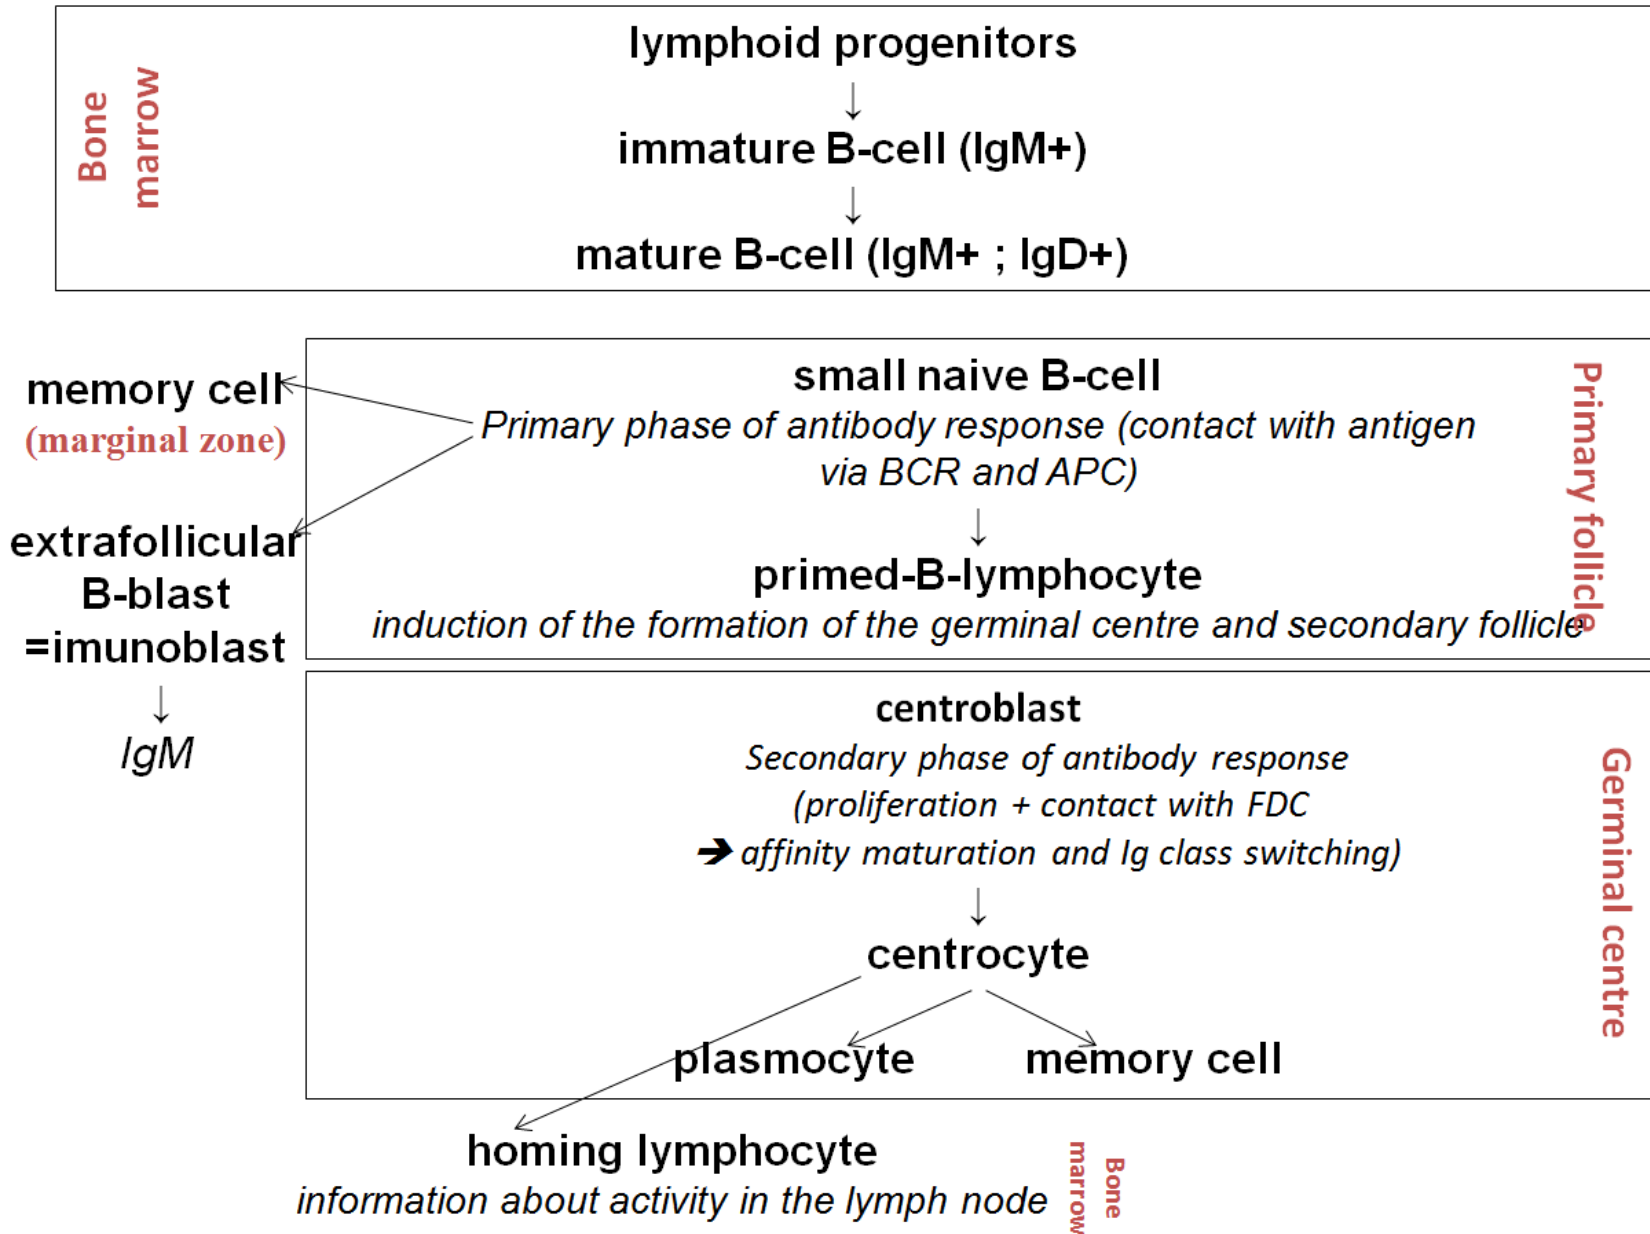 Bone
marrow
lymphoid progenitors
↓
immature B-cell (IgM+)
↓
mature B-cell (IgM+ ; IgD+)
memory cell
(marginal zone)
extrafollicular
B-blast
=imunoblast
↓
IgM
small naive B-cell
Primary phase of antibody response (contact with antigen
via BCR and APC)
↓
primed-B-lymphocyte
induction of the formation of the germinal centre and secondary follicle
Primary follicle
centroblast
Secondary phase of antibody response
(proliferation + contact with FDC
➔ affinity maturation and Ig class switching)
↓
centrocyte
plasmocyte
memory cell
Germinal centre
homing lymphocyte
information about activity in the lymph node
Bone
marrow